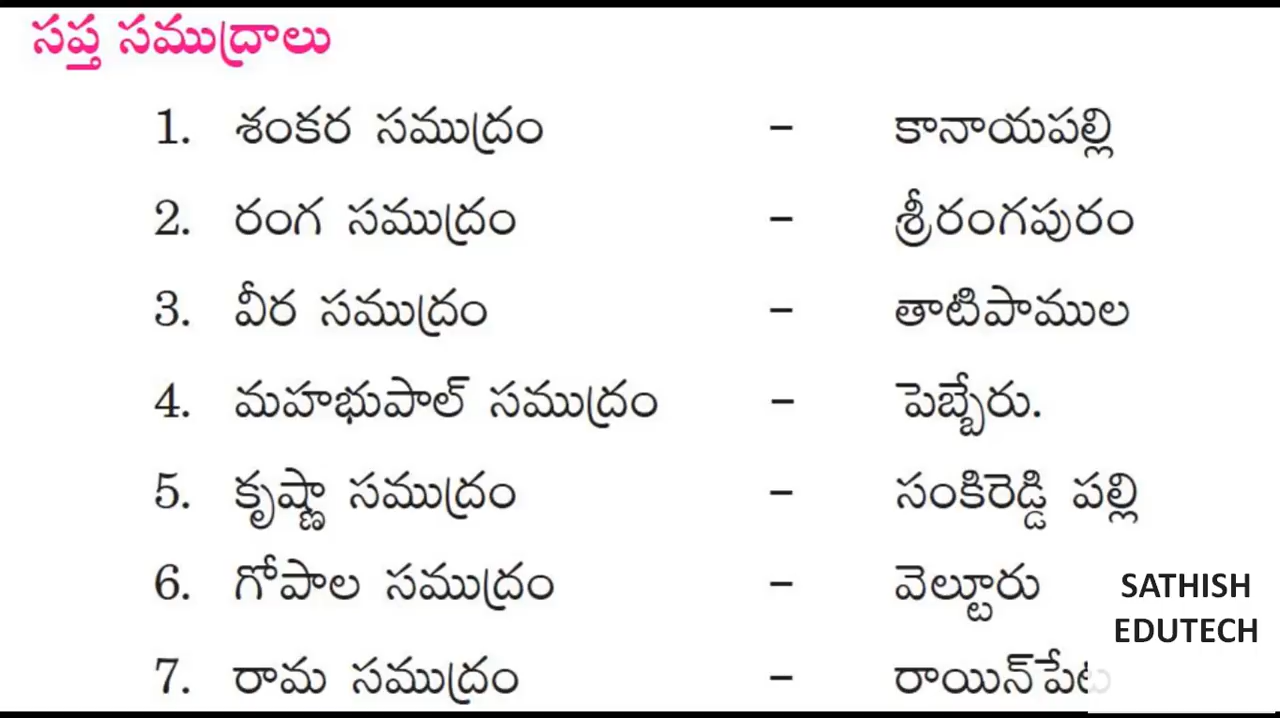 సప్త సముద్రాలు
1. శంకర సముద్రం – కానాయపల్లి
2. రంగ సముద్రం – శ్రీరంగపురం
3. వీర సముద్రం – తాటిపాముల
4. మహభుపాల్ సముద్రం – పెబ్బేరు.
5. కృష్ణా సముద్రం – సంకిరెడ్డి పల్లి
6. గోపాల సముద్రం – వెల్టూరు
7. రామ సముద్రం – రాయిన్‌పేట
SATHISH
EDUTECH